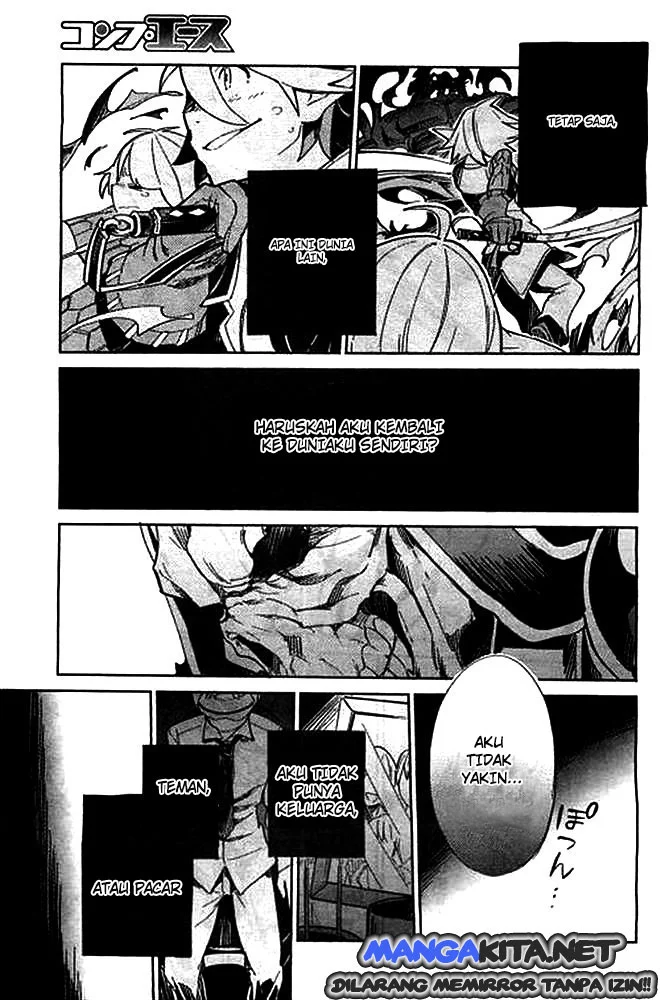 コンプ・エース
TETAP SAJA,
APA INI DUNIA
LAIN,
HARUSKAH AKU KEMBALI
KE DUNIAKU SENDIRI?
AKU
TIDAK
YAKIN...
ぽつん…
AKU TIDAK
PUNYA
KELUARGA,
TEMAN,
ATAU PACAR
MANGAKITA.NET
DILARANG MEMIRROR TANPA IZIN!!